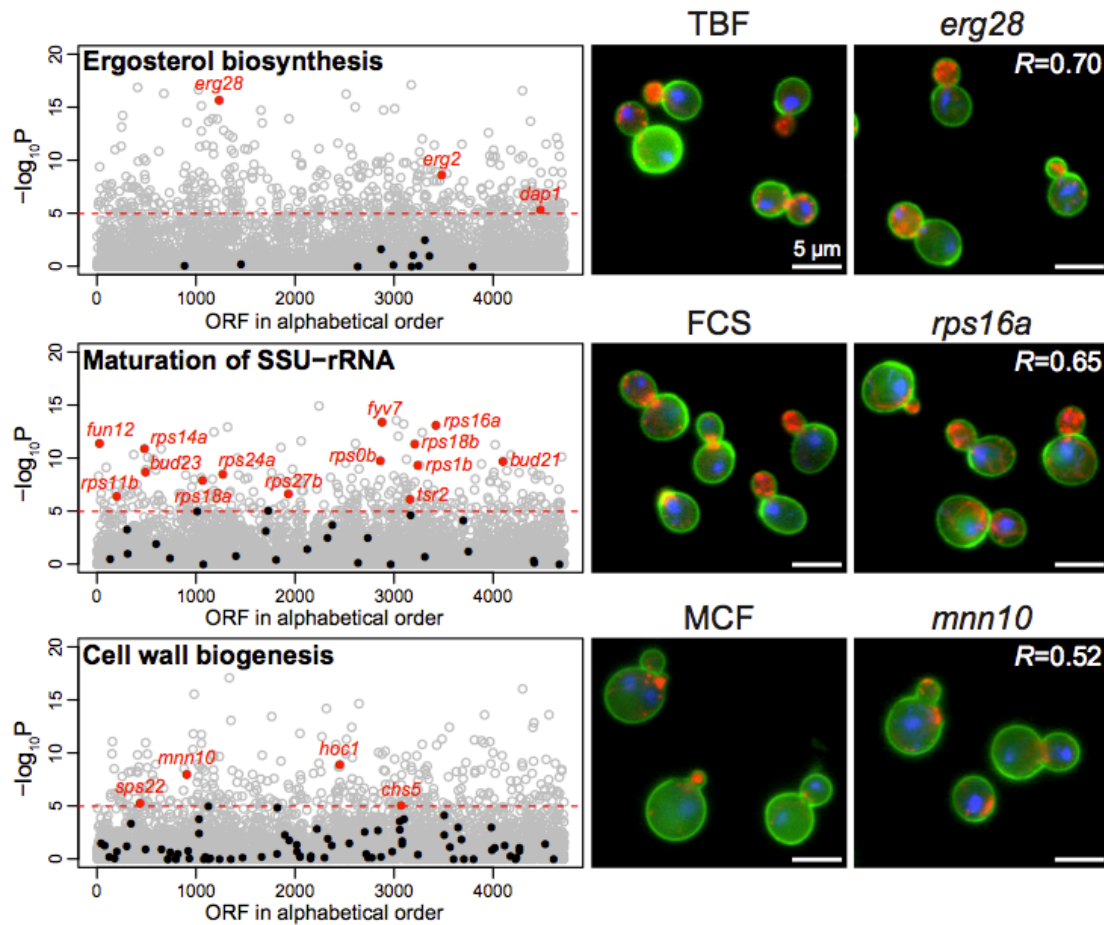 TBF
erg28
Ergosterol biosynthesis
R=0.70
erg28
erg2
dap1
5 µm
20
15
10
5
0
−log10P
0 1000 2000 3000 4000
ORF in alphabetical order
FCS
rps16a
Maturation of SSU−rRNA
R=0.65
fyv7
rps16a
fun12
rps14a
rps18b
bud23
rps24a
rps0b
rps1b
bud21
rps11b
rps18a
rps27b
tsr2
20
15
10
5
0
−log10P
0 1000 2000 3000 4000
ORF in alphabetical order
MCF
mnn10
Cell wall biogenesis
R=0.52
mnn10
hoc1
sps22
chs5
20
15
10
5
0
−log10P
0 1000 2000 3000 4000
ORF in alphabetical order